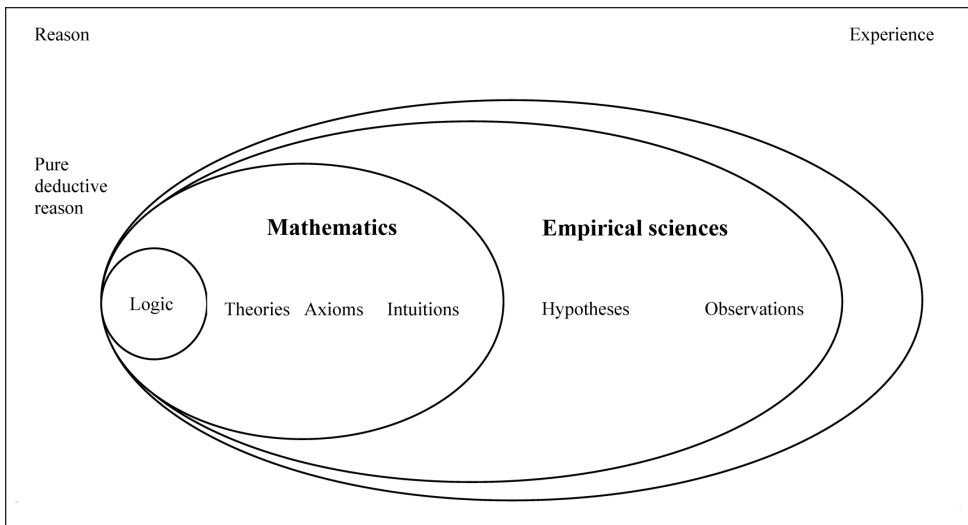 Reason
Experience
Pure
deductive
reason
Mathematics
Empirical sciences
Logic
Theories
Axioms
Intuitions
Hypotheses
Observations